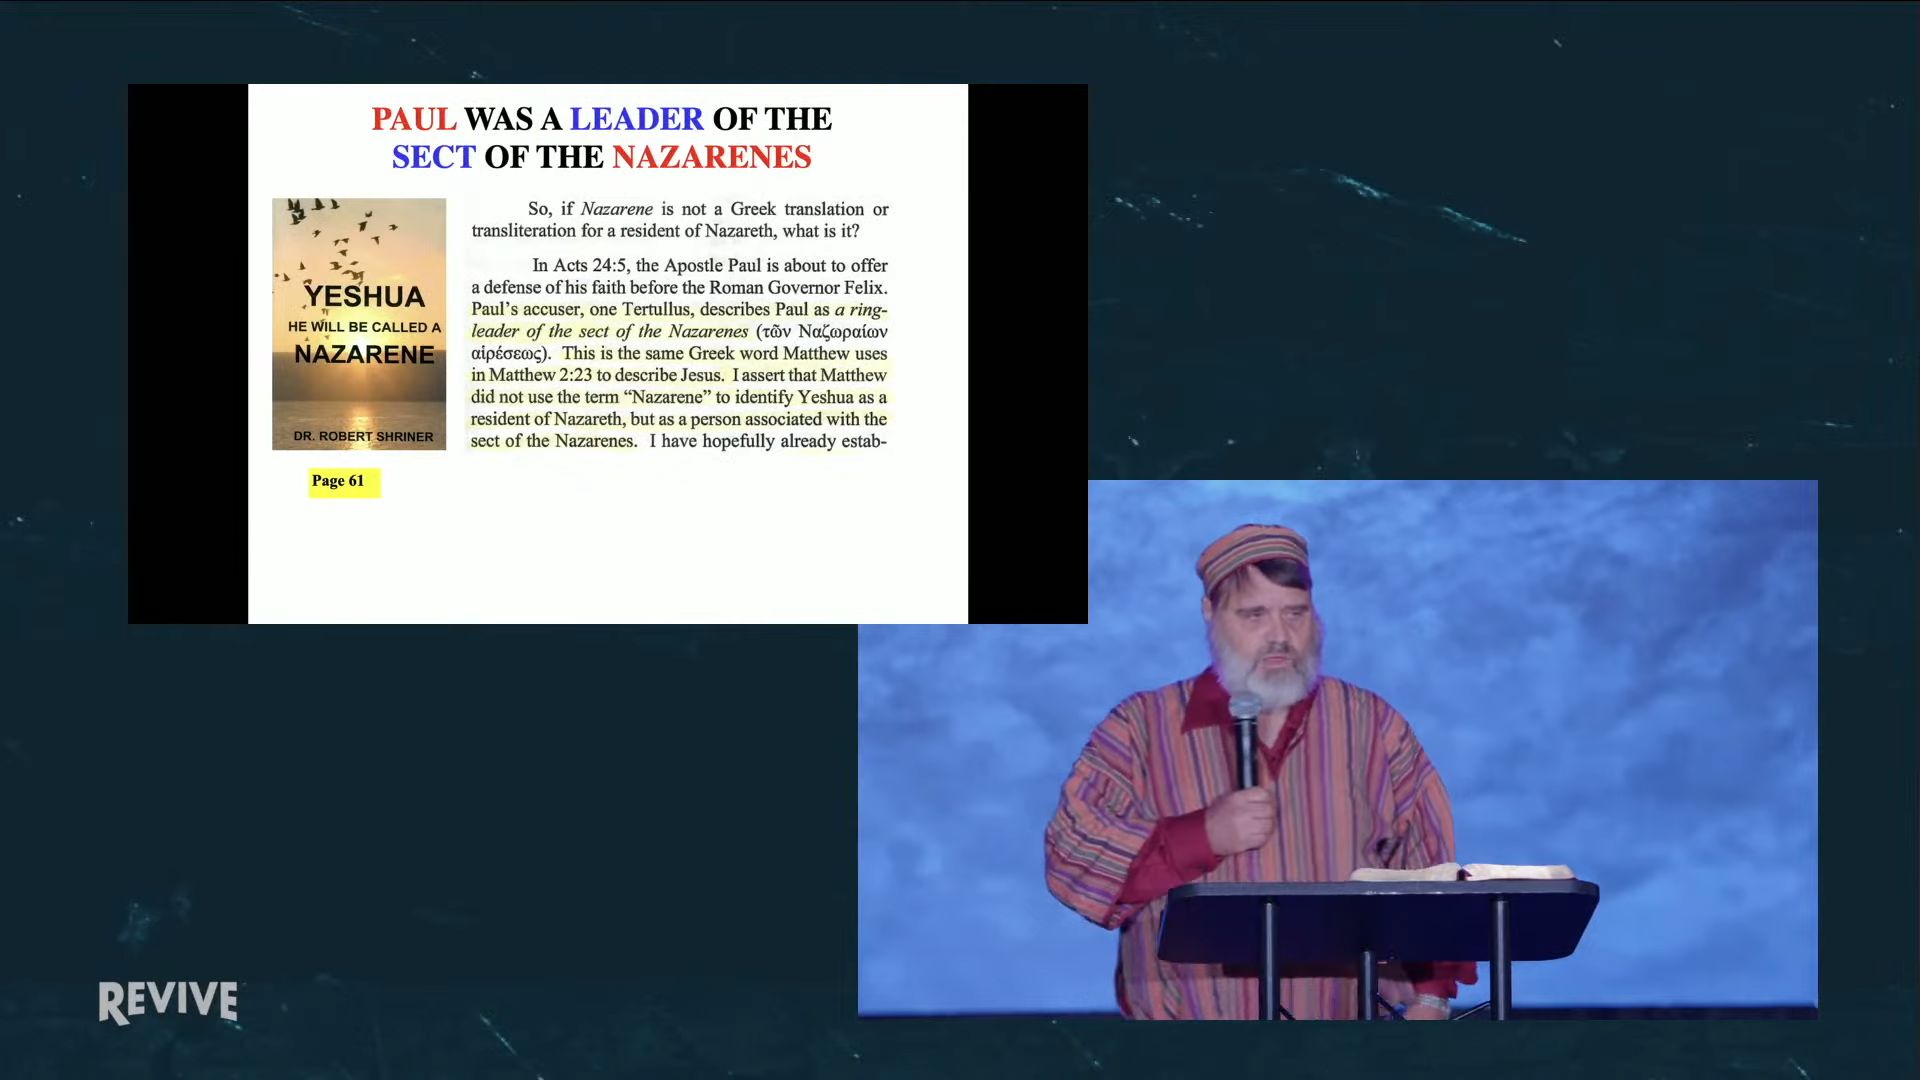 PAUL WAS A LEADER OF THE
SECT OF THE NAZARENES
YESHUA
HE WILL BE CALLED A
NAZARENE
DR. ROBERT SHRINER
Page 61
So, if Nazarene is not a Greek translation or
transliteration for a resident of Nazareth, what is it?
In Acts 24:5, the Apostle Paul is about to offer
a defense of his faith before the Roman Governor Felix.
Paul's accuser, one Tertullus, describes Paul as a ring-
leader of the sect of the Nazarenes (τῶν Ναζωραίων
αἱρέσεως). This is the same Greek word Matthew uses
in Matthew 2:23 to describe Jesus. I assert that Matthew
did not use the term “Nazarene” to identify Yeshua as a
resident of Nazareth, but as a person associated with the
sect of the Nazarenes. I have hopefully already estab-
REVIVE